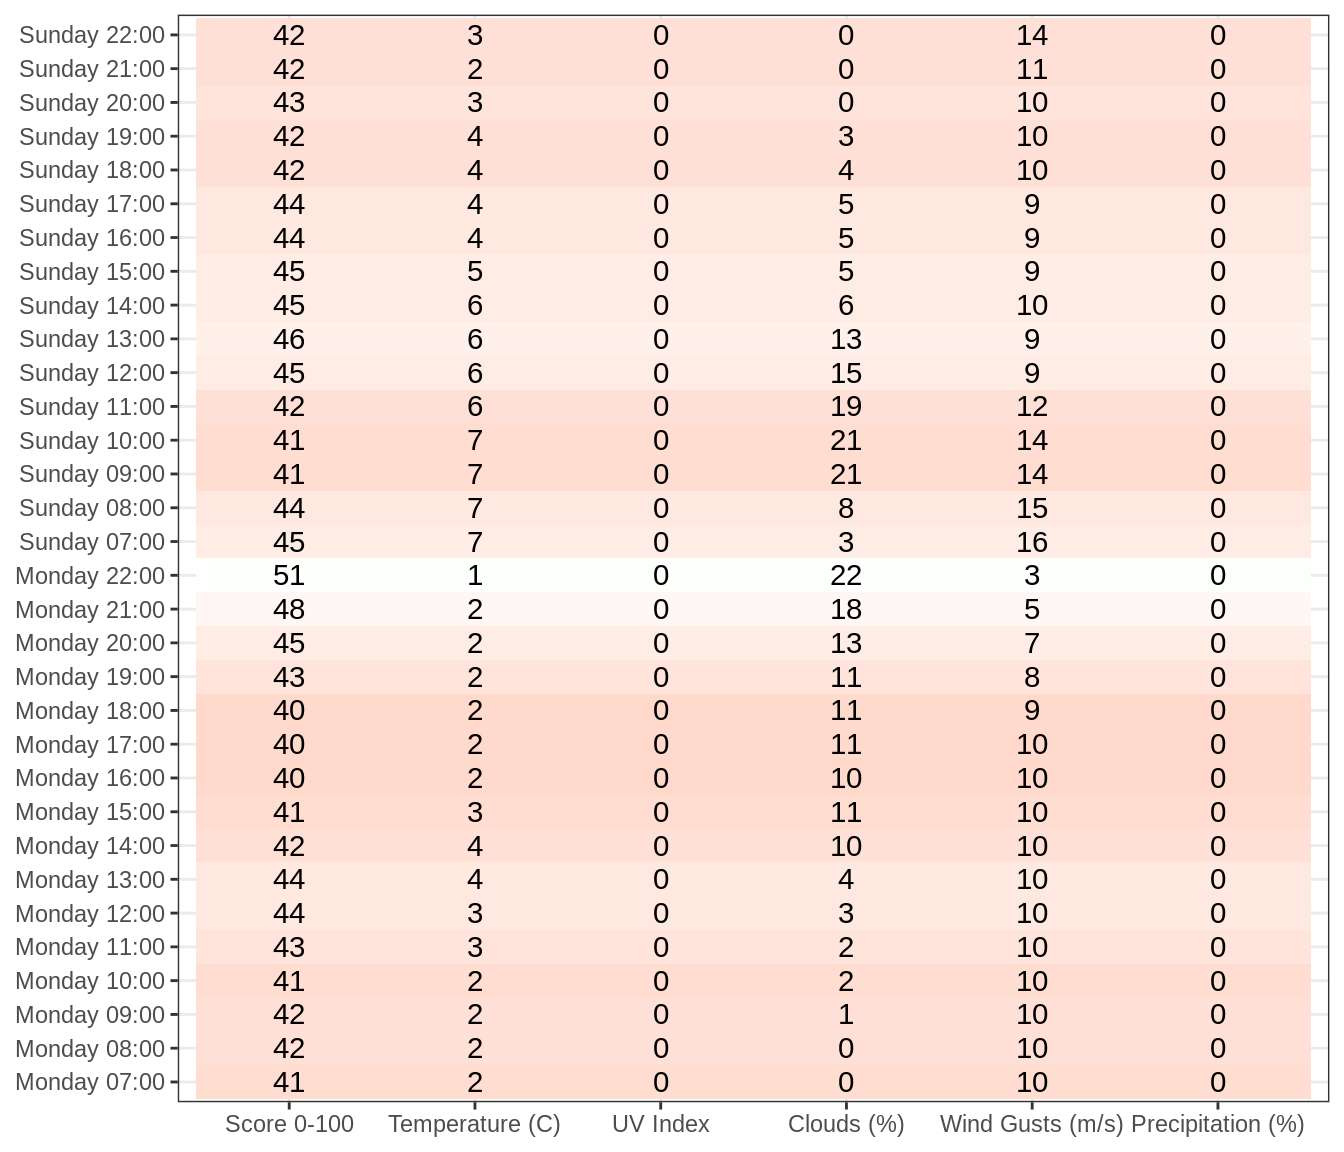 Sunday 22:00 42 3 0 0 14 0
Sunday 21:00 42 2 0 0 11 0
Sunday 20:00 43 3 0 0 10 0
Sunday 19:00 42 4 0 3 10 0
Sunday 18:00 42 4 0 4 10 0
Sunday 17:00 44 4 0 5 9 0
Sunday 16:00 44 4 0 5 9 0
Sunday 15:00 45 5 0 5 9 0
Sunday 14:00 45 6 0 6 10 0
Sunday 13:00 46 6 0 13 9 0
Sunday 12:00 45 6 0 15 9 0
Sunday 11:00 42 6 0 19 12 0
Sunday 10:00 41 7 0 21 14 0
Sunday 09:00 41 7 0 21 14 0
Sunday 08:00 44 7 0 8 15 0
Sunday 07:00 45 7 0 3 16 0
Monday 22:00 51 1 0 22 3 0
Monday 21:00 48 2 0 18 5 0
Monday 20:00 45 2 0 13 7 0
Monday 19:00 43 2 0 11 8 0
Monday 18:00 40 2 0 11 9 0
Monday 17:00 40 2 0 11 10 0
Monday 16:00 40 2 0 10 10 0
Monday 15:00 41 3 0 11 10 0
Monday 14:00 42 4 0 10 10 0
Monday 13:00 44 4 0 4 10 0
Monday 12:00 44 3 0 3 10 0
Monday 11:00 43 3 0 2 10 0
Monday 10:00 41 2 0 2 10 0
Monday 09:00 42 2 0 1 10 0
Monday 08:00 42 2 0 0 10 0
Monday 07:00 41 2 0 0 10 0
Score 0-100 Temperature (C) UV Index Clouds (%) Wind Gusts (m/s) Precipitation (%)